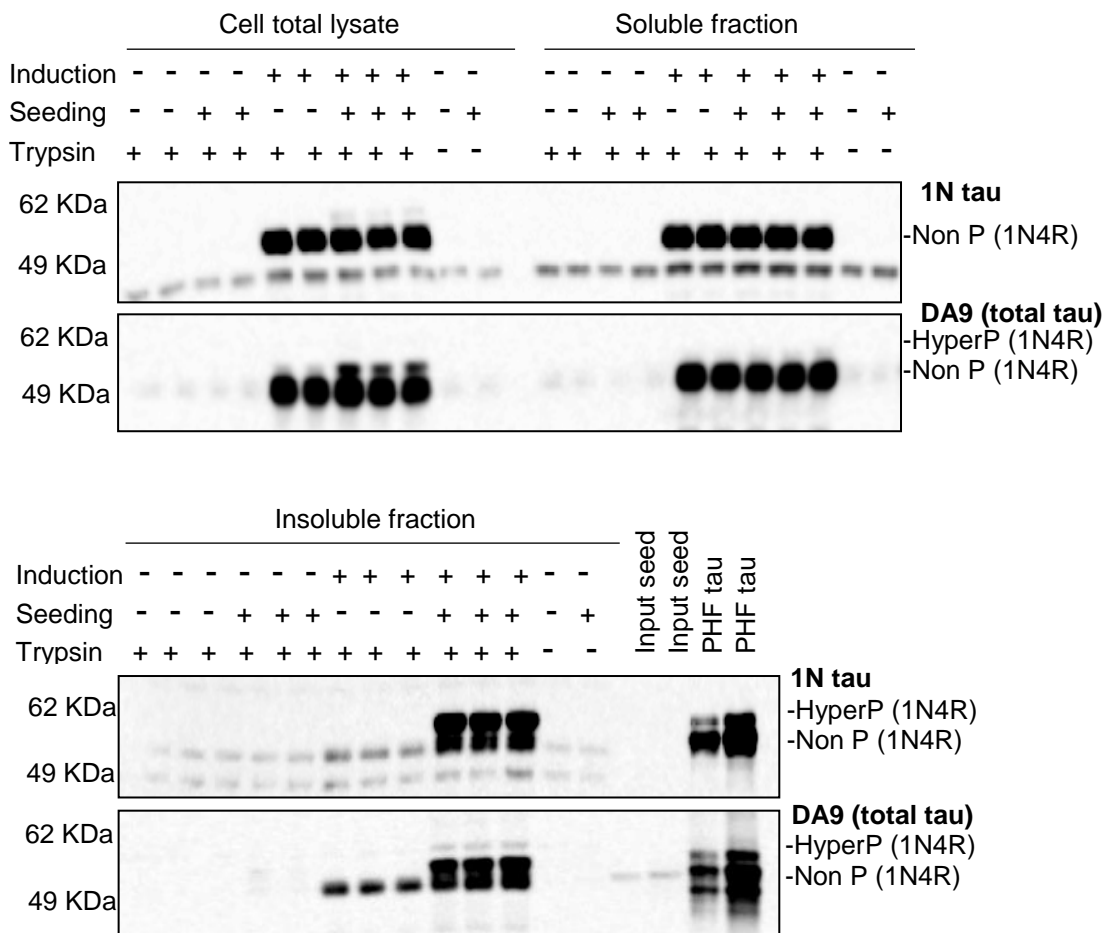 Cell total lysate Soluble fraction
Induction - - - - + + + + + - - - - - - + + + + + - -
Seeding - - + + - - + + + - + - - + + - - + + + - +
Trypsin + + + + + + + + + - - + + + + + + + + + - -
1N tau
62 KDa
-Non P (1N4R)
49 KDa
DA9 (total tau)
62 KDa -HyperP (1N4R)
-Non P (1N4R)
49 KDa
Insoluble fraction
Input seed
Input seed
PHF tau
PHF tau
Induction - - - - - - + + + + + + - -
Seeding - - - + + + - - - + + + - +
Trypsin + + + + + + + + + + + + - -
1N tau
62 KDa -HyperP (1N4R)
-Non P (1N4R)
49 KDa
DA9 (total tau)
62 KDa -HyperP (1N4R)
-Non P (1N4R)
49 KDa